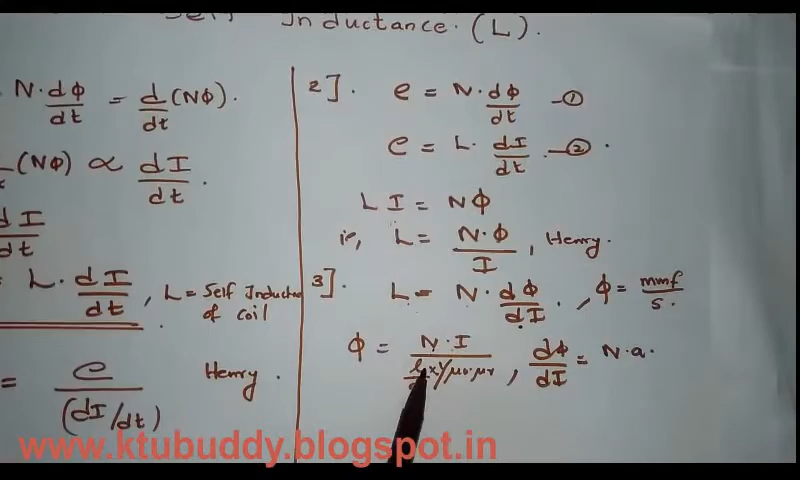 Self Inductance. (L).
N. dΦ/dt = d/dt (NΦ).
(NΦ) ∝ dI/dt.
dI/dt
= L. dI/dt, L = Self Inductance of coil
= e/(dI/dt) Henry.
2]. e = N. dΦ/dt —①
e = L. dI/dt. —②.
LI = NΦ
ie, L = N.Φ/I, Henry.
3]. L = N. dΦ/dI., Φ = mmf/S.
Φ = N.I/ x 1/μ0.μr, dΦ/dI = N.a.
www.ktubuddy.blogspot.in